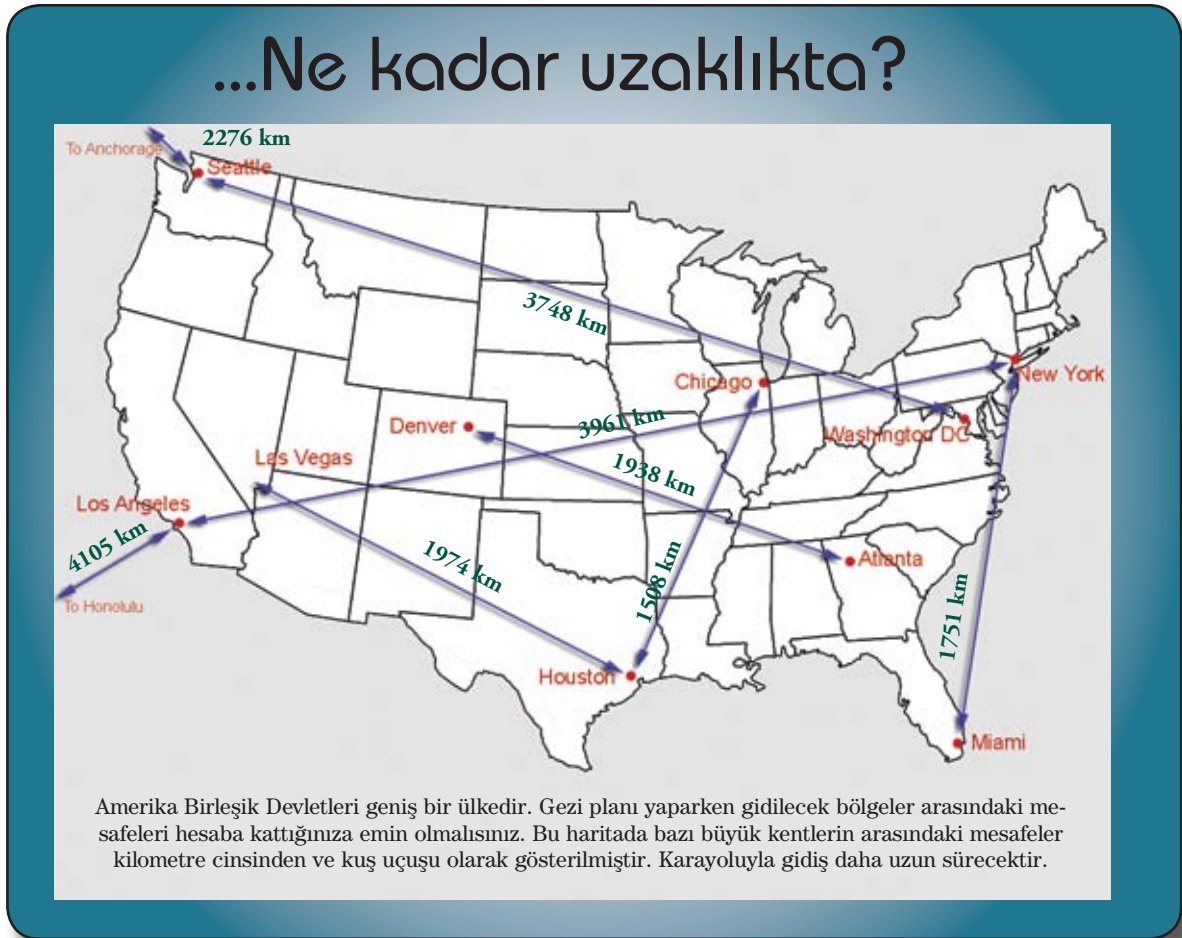 ...Ne kadar uzaklıkta?
2276 km
To Anchorage
Seattle
3748 km
Chicago
New York
Denver
3961 km
Washington DC
Las Vegas
1938 km
Los Angeles
4105 km
To Honolulu
1974 km
1508 km
Atlanta
1751 km
Houston
Miami
Amerika Birleşik Devletleri geniş bir ülkedir. Gezi planı yaparken gidilecek bölgeler arasındaki me-
safeleri hesaba kattığınıza emin olmalısınız. Bu haritada bazı büyük kentlerin arasındaki mesafeler
kilometre cinsinden ve kuş uçuşu olarak gösterilmiştir. Karayoluyla gidiş daha uzun sürecektir.